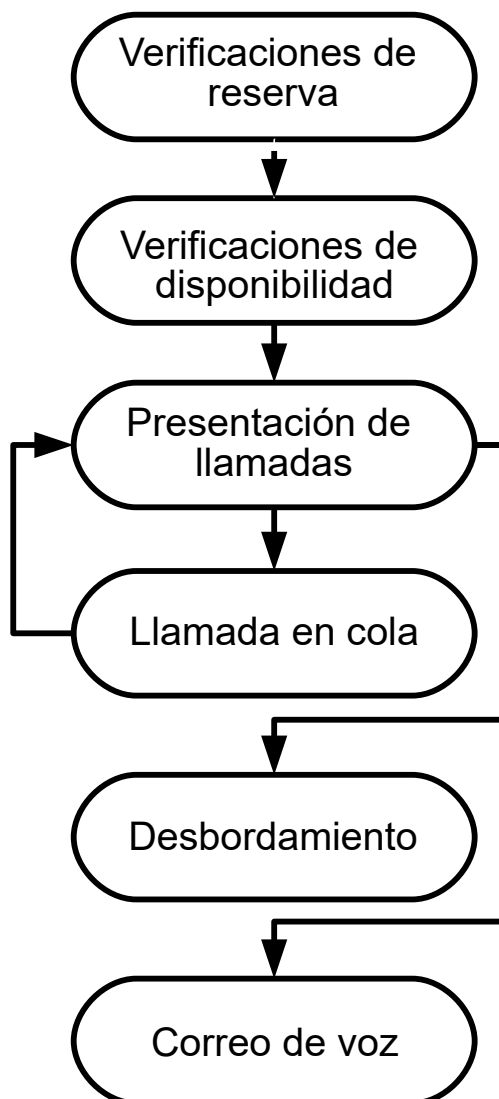 Verificaciones de
reserva
Verificaciones de
disponibilidad
Presentación de
llamadas
Llamada en cola
Desbordamiento
Correo de voz